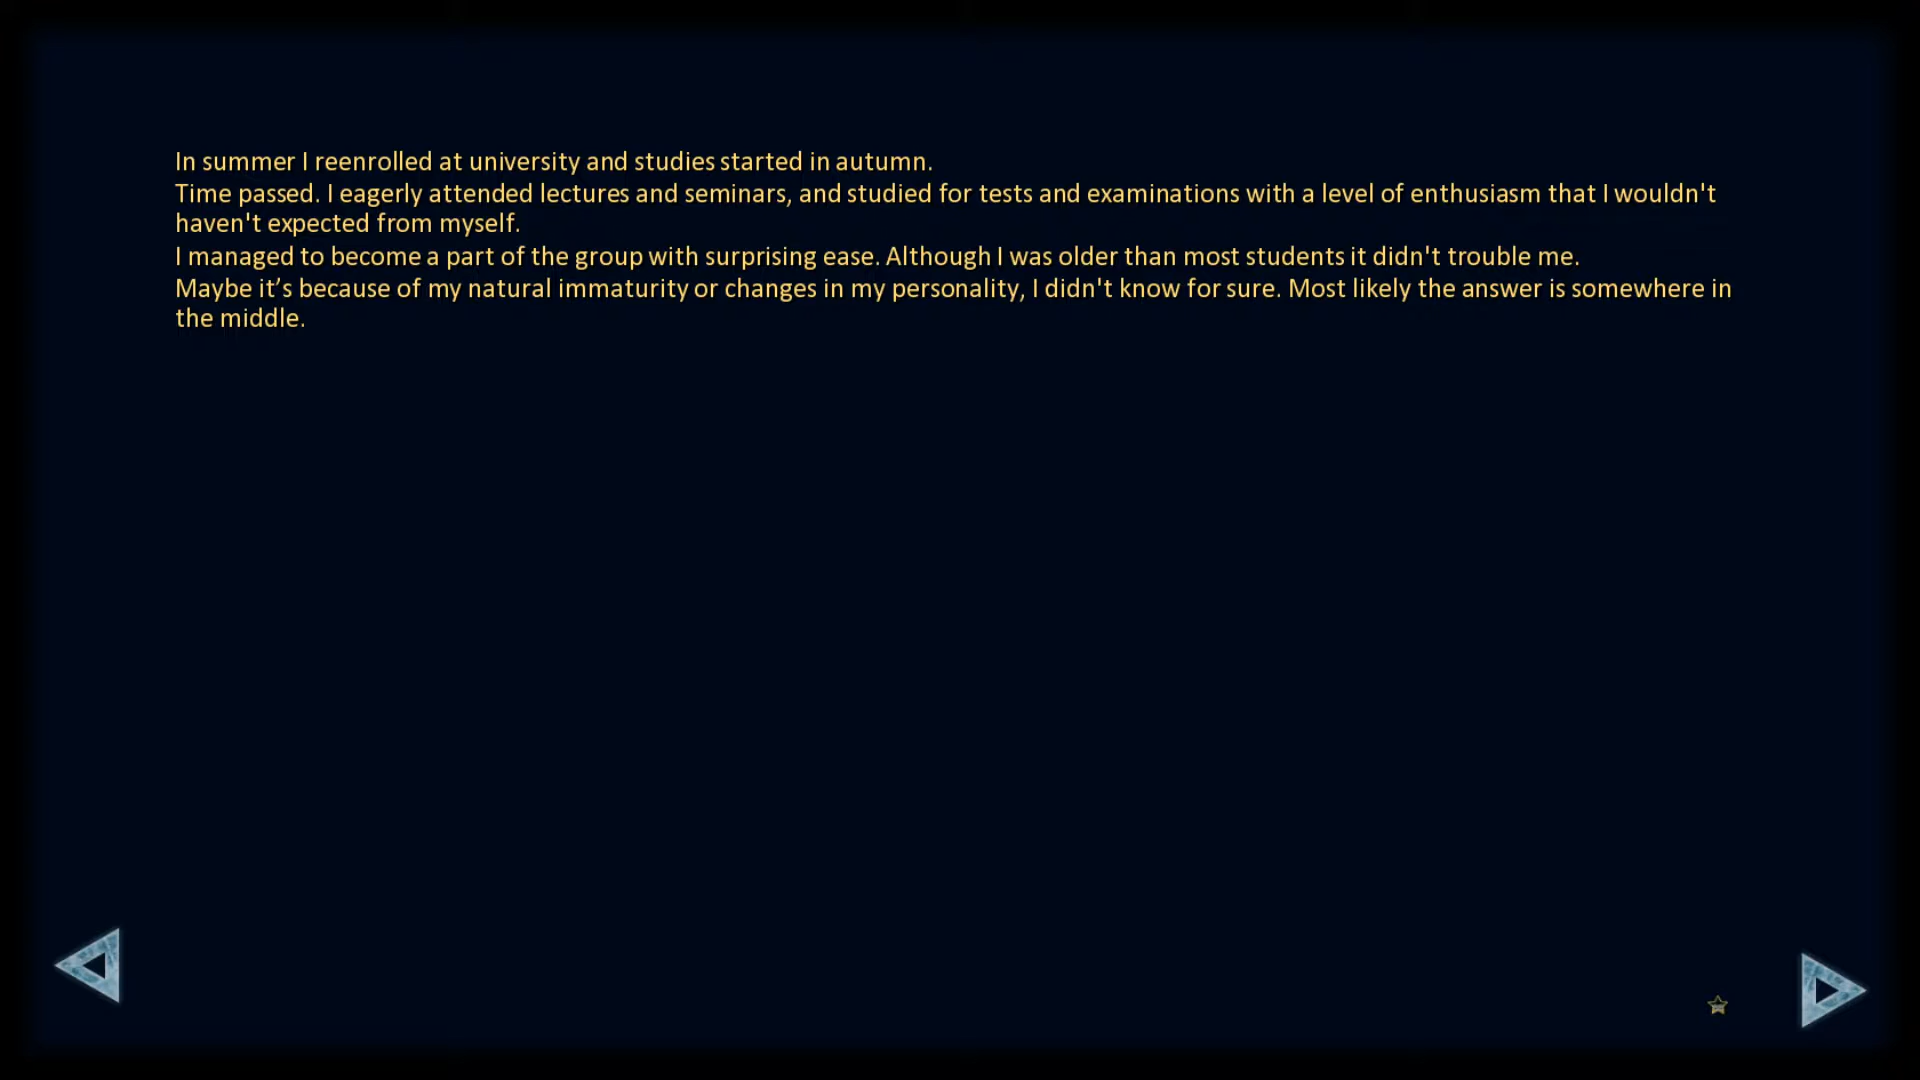 In summer I reenrolled at university and studies started in autumn.
Time passed. I eagerly attended lectures and seminars, and studied for tests and examinations with a level of enthusiasm that I wouldn't
haven't expected from myself.
I managed to become a part of the group with surprising ease. Although I was older than most students it didn't trouble me.
Maybe it’s because of my natural immaturity or changes in my personality, I didn't know for sure. Most likely the answer is somewhere in
the middle.